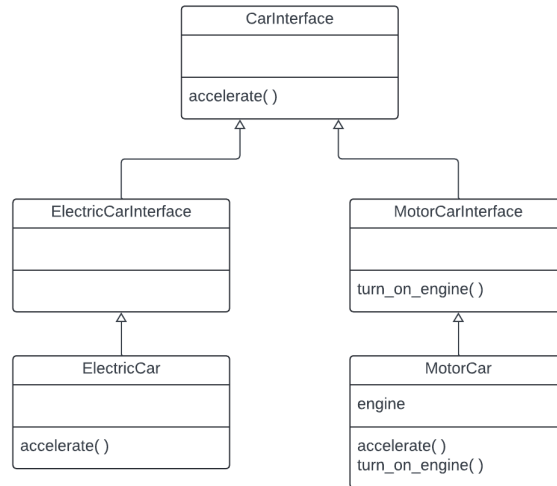 CarInterface
accelerate( )
ElectricCarInterface
MotorCarInterface
turn_on_engine( )
ElectricCar
accelerate( )
MotorCar
engine
accelerate( )
turn_on_engine( )